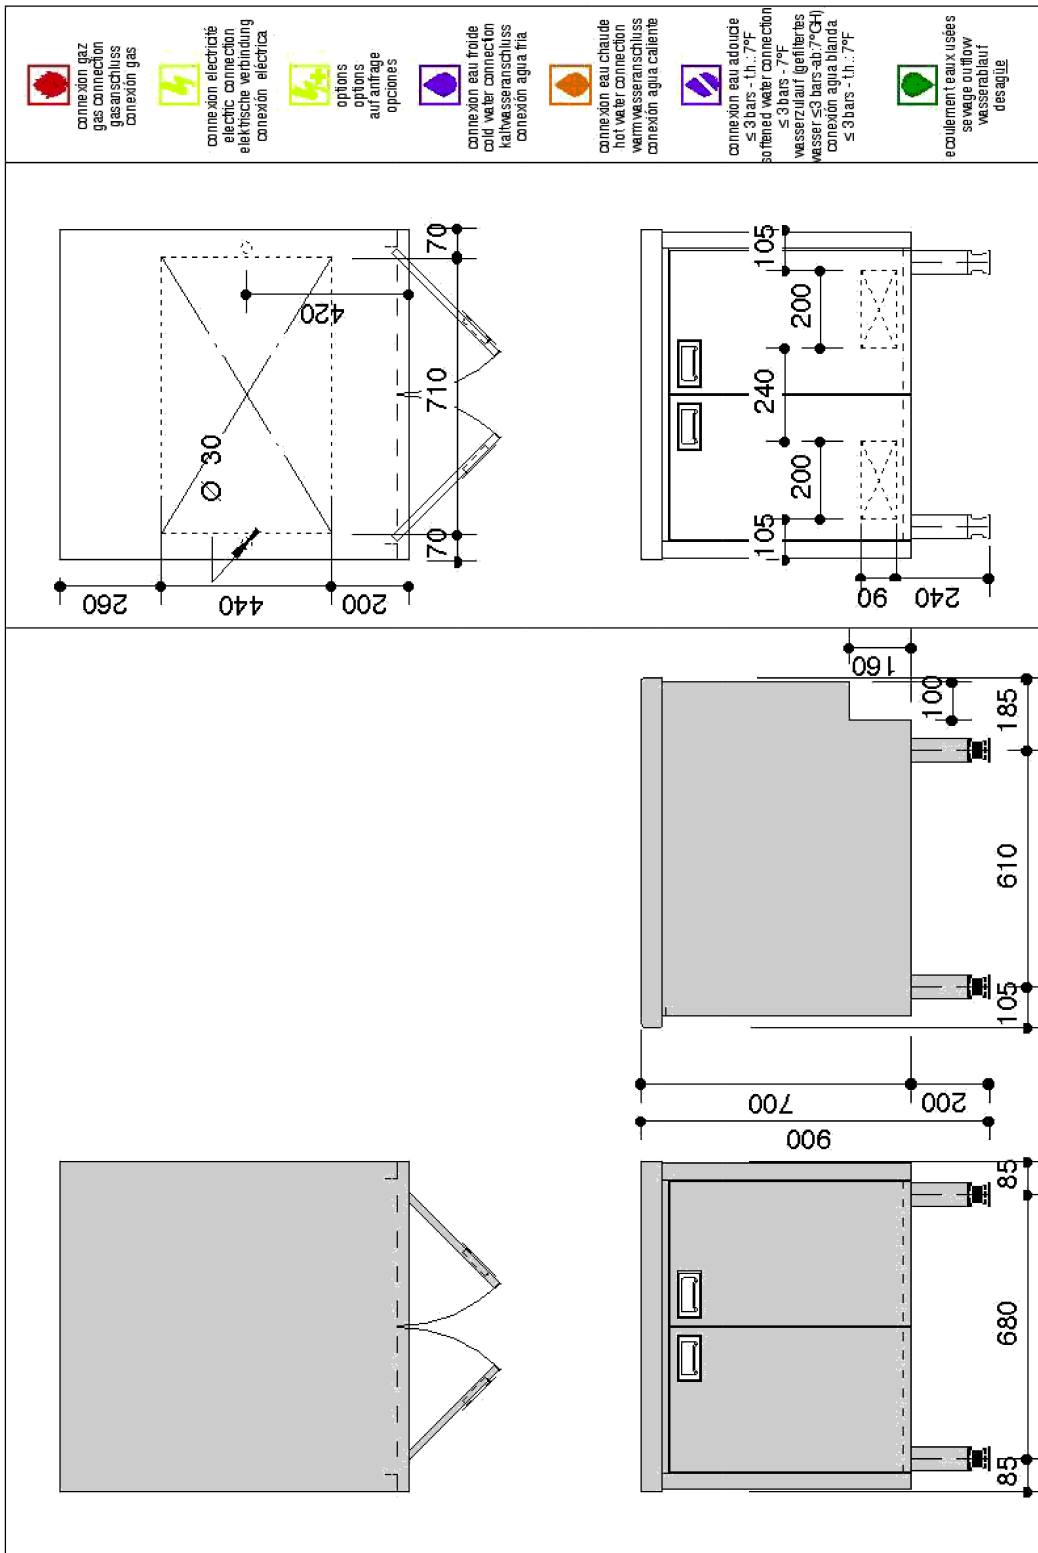 connexion gaz
gas connection
gasanschluss
conexión gas
connexion electricité
electric connection
elektrische verbindung
conexión eléctrica
options
options
auf anfrage
opciones
connexion eau froide
cold water connection
kaltwasseranschluss
conexión agua fria
connexion eau chaude
hot water connection
warmwasseranschluss
conexión agua caliente
connexion eau adoucie
≤ 3 bars - t.h. : 7°F
softened water connection
≤ 3 bars - 7°F
wasserzulauf (gefiltertes
wasser ≤3 bars-ab 7°GH)
conexión agua blanda
≤ 3 bars - t.h. : 7°F
ecoulement eaux usées
sewage outflow
wasserablauf
desagüe
260
440
200
Ø 30
420
70
710
70
105
200
240
200
105
90
240
160
100
185
610
105
700
200
900
85
680
85